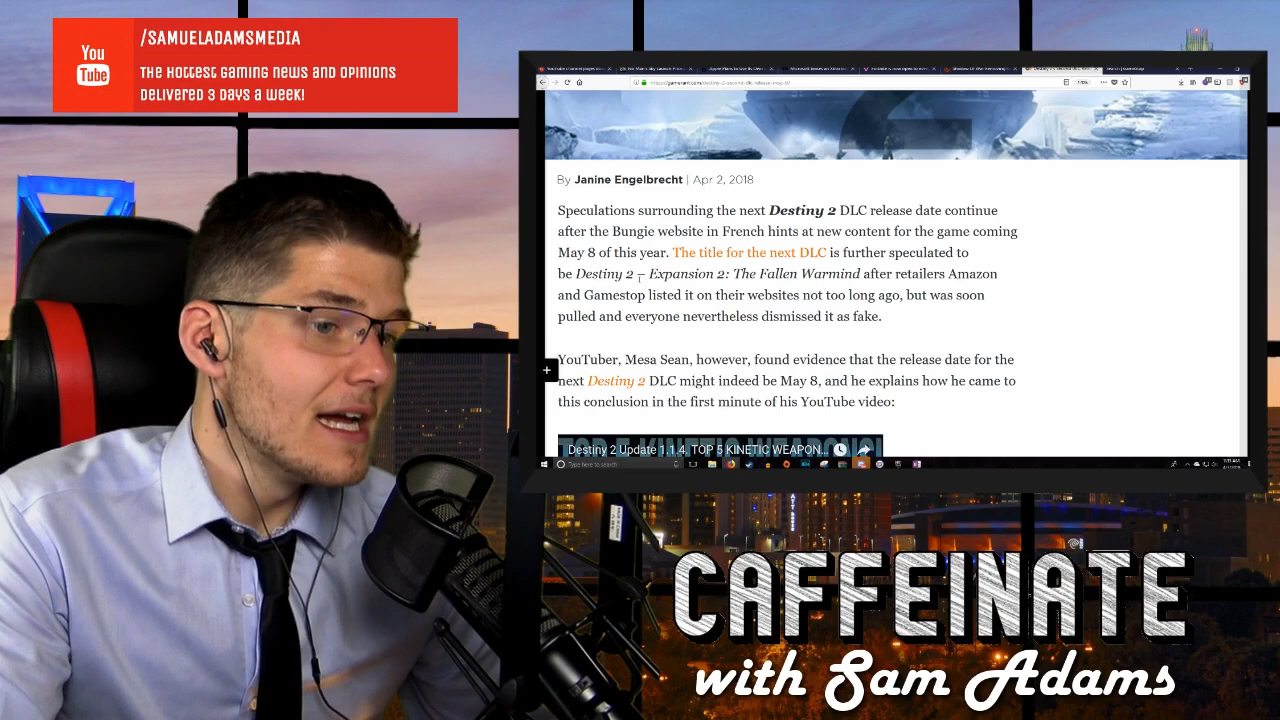 You
Tube
/SAMUELADAMSMEDIA
THE HOTTEST GAMING NEWS AND OPINIONS
DELIVERED 3 DAYS A WEEK!
By Janine Engelbrecht | Apr 2, 2018
Speculations surrounding the next Destiny 2 DLC release date continue
after the Bungie website in French hints at new content for the game coming
May 8 of this year. The title for the next DLC is further speculated to
be Destiny 2 – Expansion 2: The Fallen Warmind after retailers Amazon
and Gamestop listed it on their websites not too long ago, but was soon
pulled and everyone nevertheless dismissed it as fake.
YouTuber, Mesa Sean, however, found evidence that the release date for the
next Destiny 2 DLC might indeed be May 8, and he explains how he came to
this conclusion in the first minute of his YouTube video:
Destiny 2 Update 1.1.4. TOP 5 KINETIC WEAPON...
Type here to search
CAFFEINATE
with Sam Adams